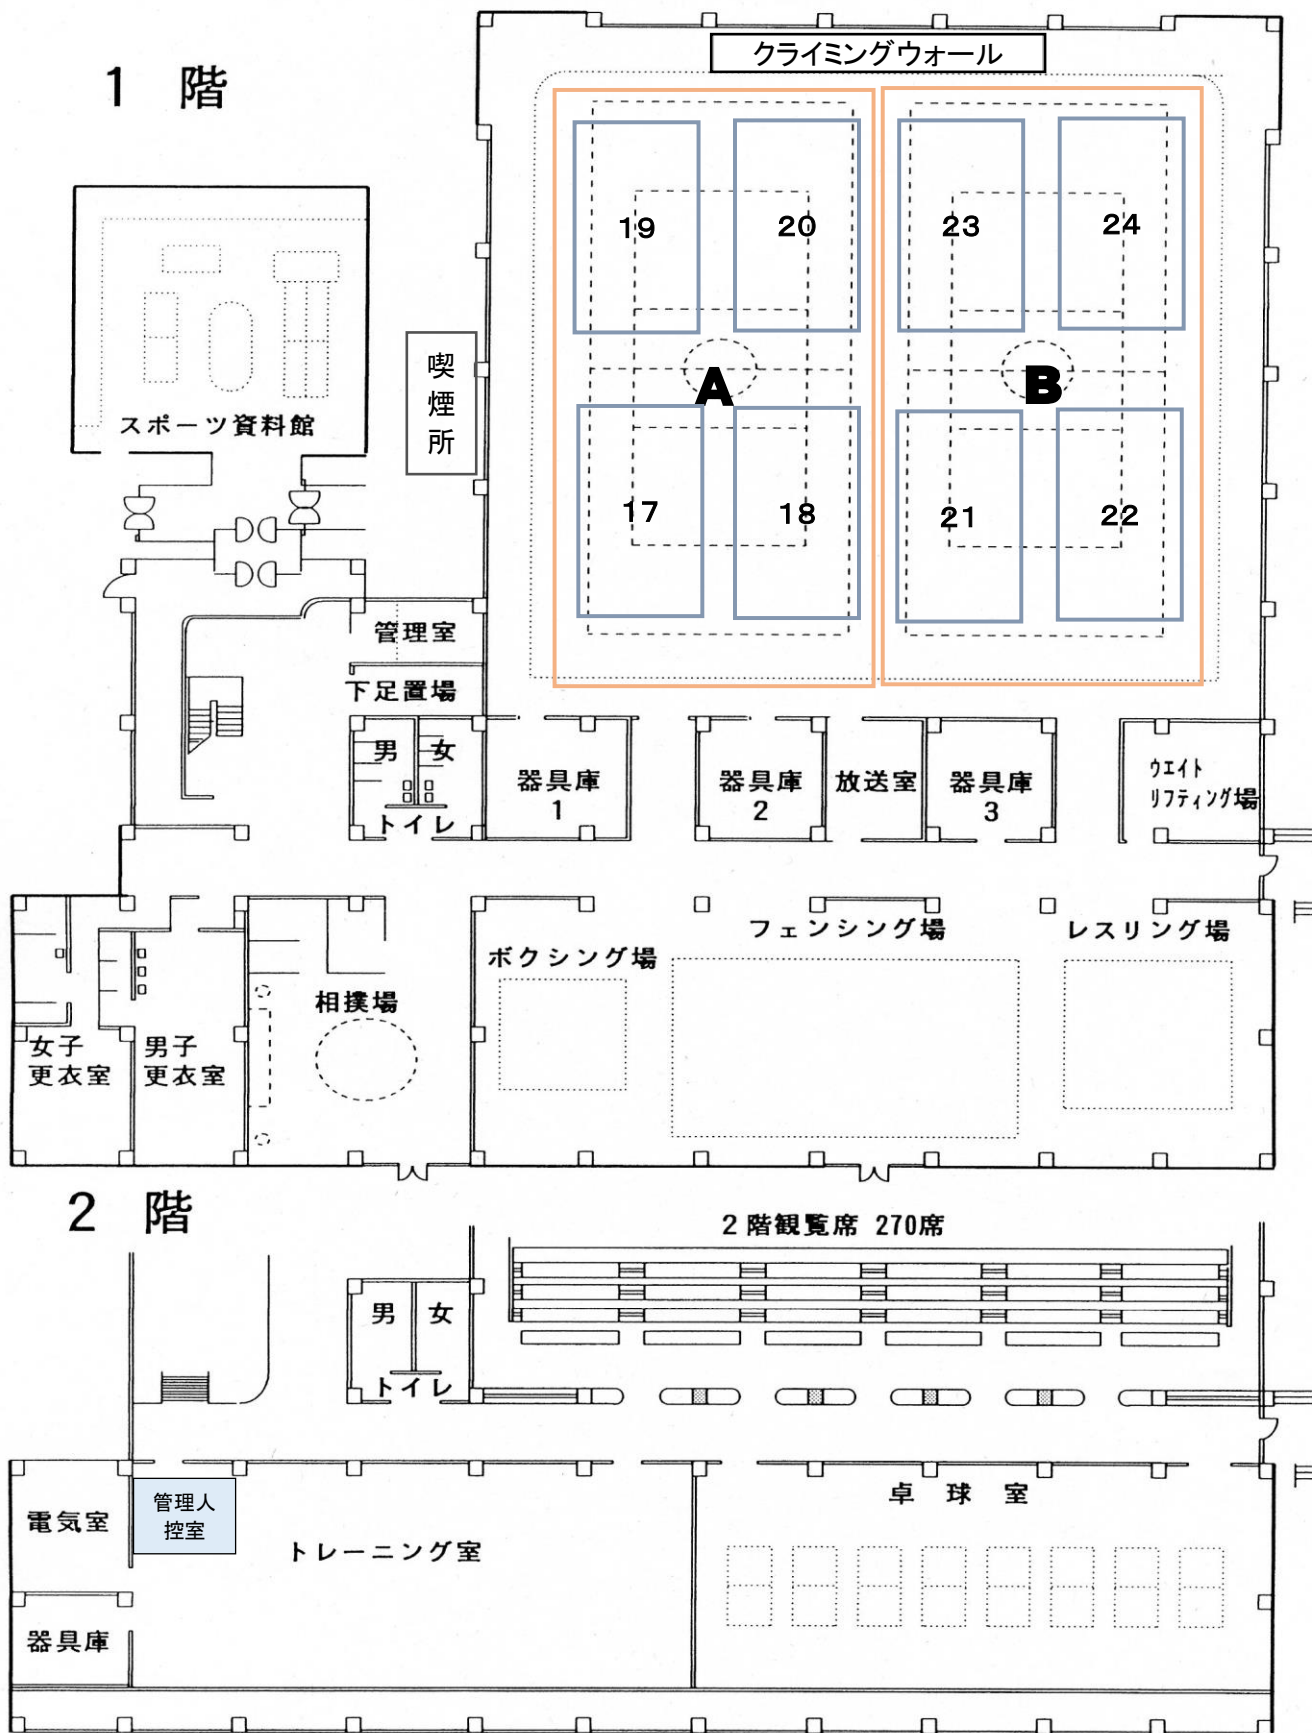 1 階
クライミングウォール
19
20
23
24
A
B
17
18
21
22
喫
煙
所
スポーツ資料館
管理室
下足置場
男
女
トイレ
器具庫
1
器具庫
2
放送室
器具庫
3
ウエイト
リフティング場
女子
更衣室
男子
更衣室
相撲場
ボクシング場
フェンシング場
レスリング場
2 階
2階観覧席 270席
男
女
トイレ
電気室
管理人
控室
トレーニング室
卓 球 室
器具庫